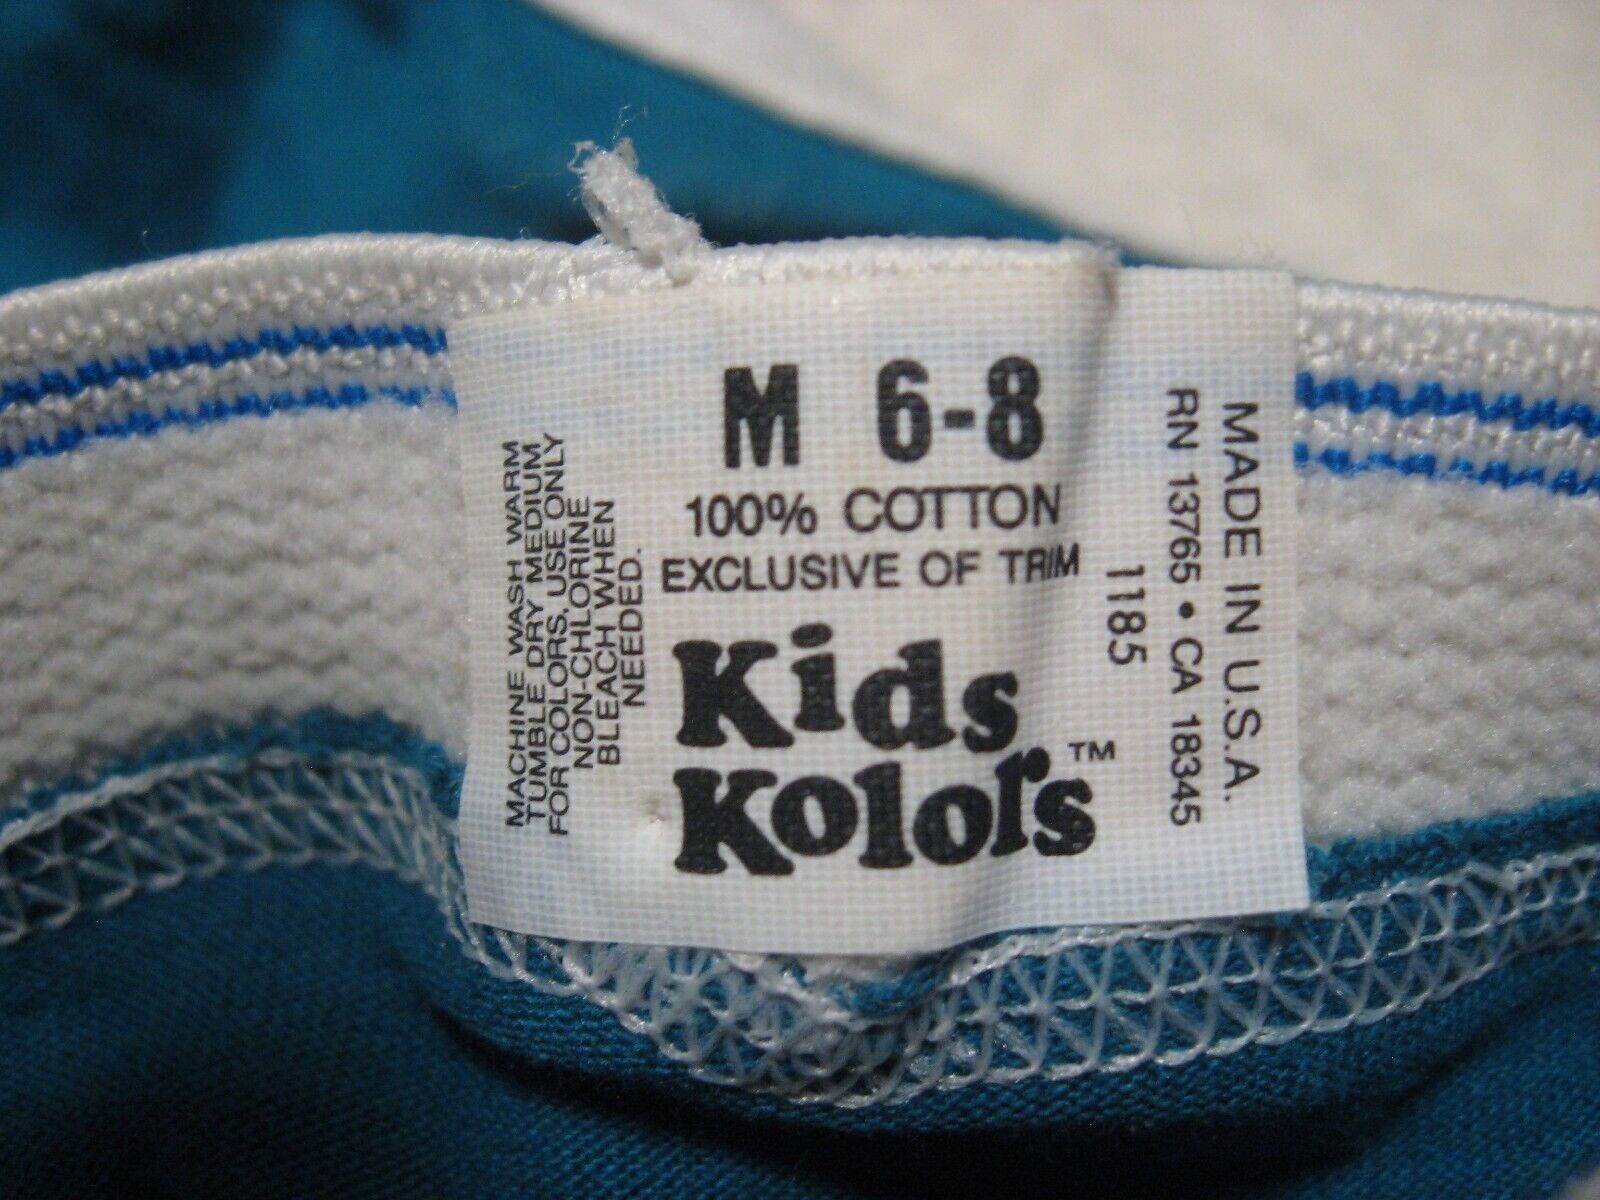 M 6-8
100% COTTON
EXCLUSIVE OF TRIM
Kids
Kolors™
MACHINE WASH WARM
TUMBLE DRY MEDIUM
FOR COLORS, USE ONLY
NON-CHLORINE
BLEACH WHEN
NEEDED.
MADE IN U.S.A.
RN 13765 • CA 18345
1185